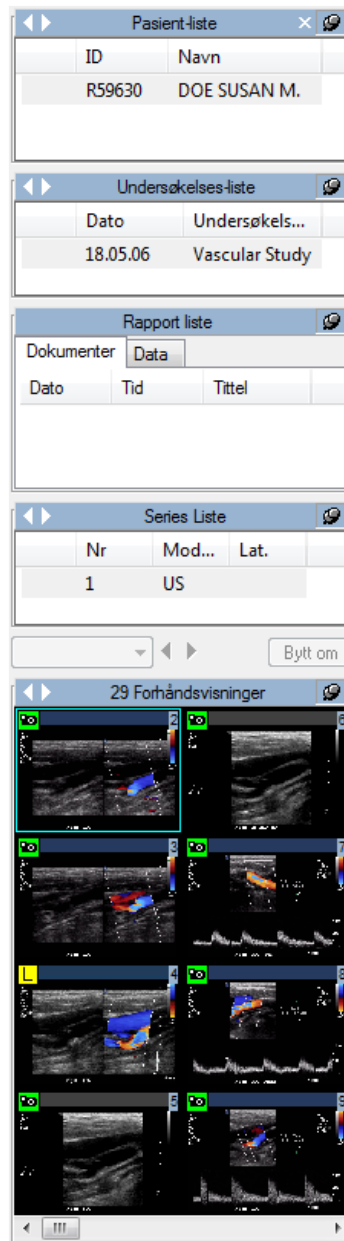 Pasient-liste
ID Navn
R59630 DOE SUSAN M.
Undersøkelses-liste
Dato Undersøkels...
18.05.06 Vascular Study
Rapport liste
Dokumenter Data
Dato Tid Tittel
Series Liste
Nr Mod... Lat.
1 US
Bytt om
29 Forhåndsvisninger
2 6
3 7
L 4 8
5 9